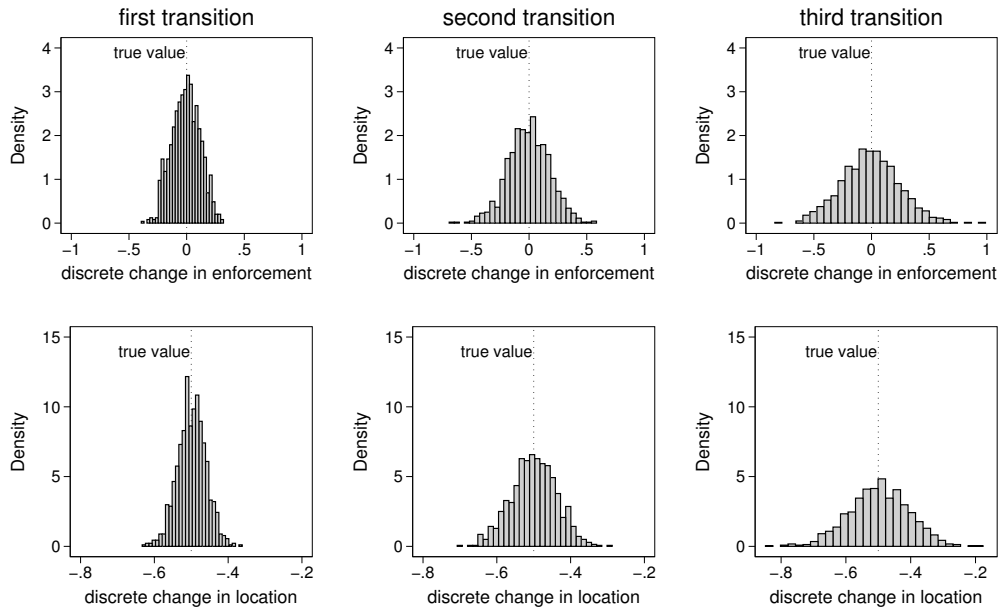 first transition
second transition
third transition
4
3
2
1
0
Density
true value
−1
−.5
0
.5
1
discrete change in enforcement
4
3
2
1
0
Density
true value
−1
−.5
0
.5
1
discrete change in enforcement
4
3
2
1
0
Density
true value
−1
−.5
0
.5
1
discrete change in enforcement
15
10
5
0
Density
true value
−.8
−.6
−.4
−.2
discrete change in location
15
10
5
0
Density
true value
−.8
−.6
−.4
−.2
discrete change in location
15
10
5
0
Density
true value
−.8
−.6
−.4
−.2
discrete change in location